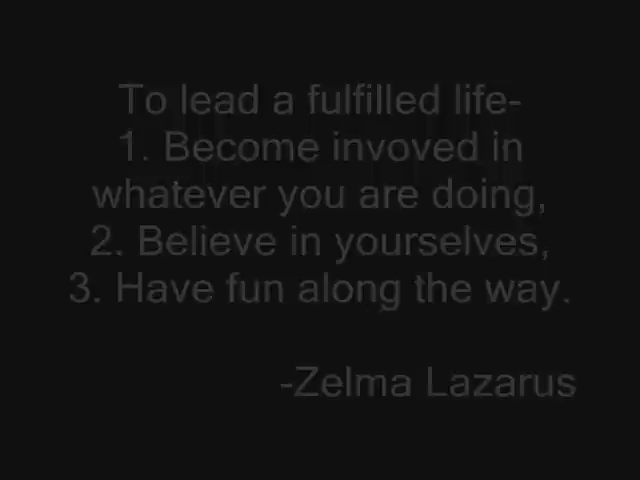 To lead a fulfilled life-
1. Become invoved in
whatever you are doing,
2. Believe in yourselves,
3. Have fun along the way.
-Zelma Lazarus